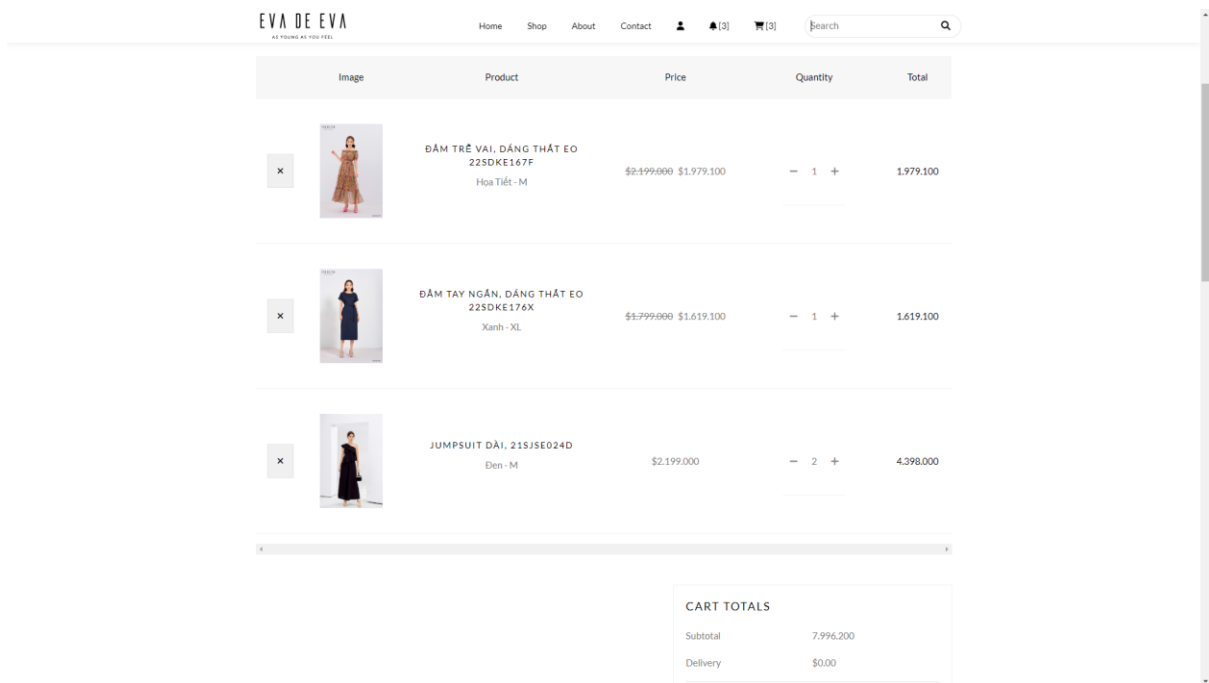 EVA DE EVA
AS YOUNG AS YOU FEEL
Home Shop About Contact [3] [3] Search
Image Product Price Quantity Total
ĐẦM TRỄ VAI, DÁNG THẮT EO
22SDKE167F
Họa Tiết - M
$2.199.000 $1.979.100
− 1 +
1.979.100
ĐẦM TAY NGẮN, DÁNG THẮT EO
22SDKE176X
Xanh - XL
$1.799.000 $1.619.100
− 1 +
1.619.100
JUMPSUIT DÀI, 21SJSE024D
Đen - M
$2.199.000
− 2 +
4.398.000
CART TOTALS
Subtotal 7.996.200
Delivery $0.00